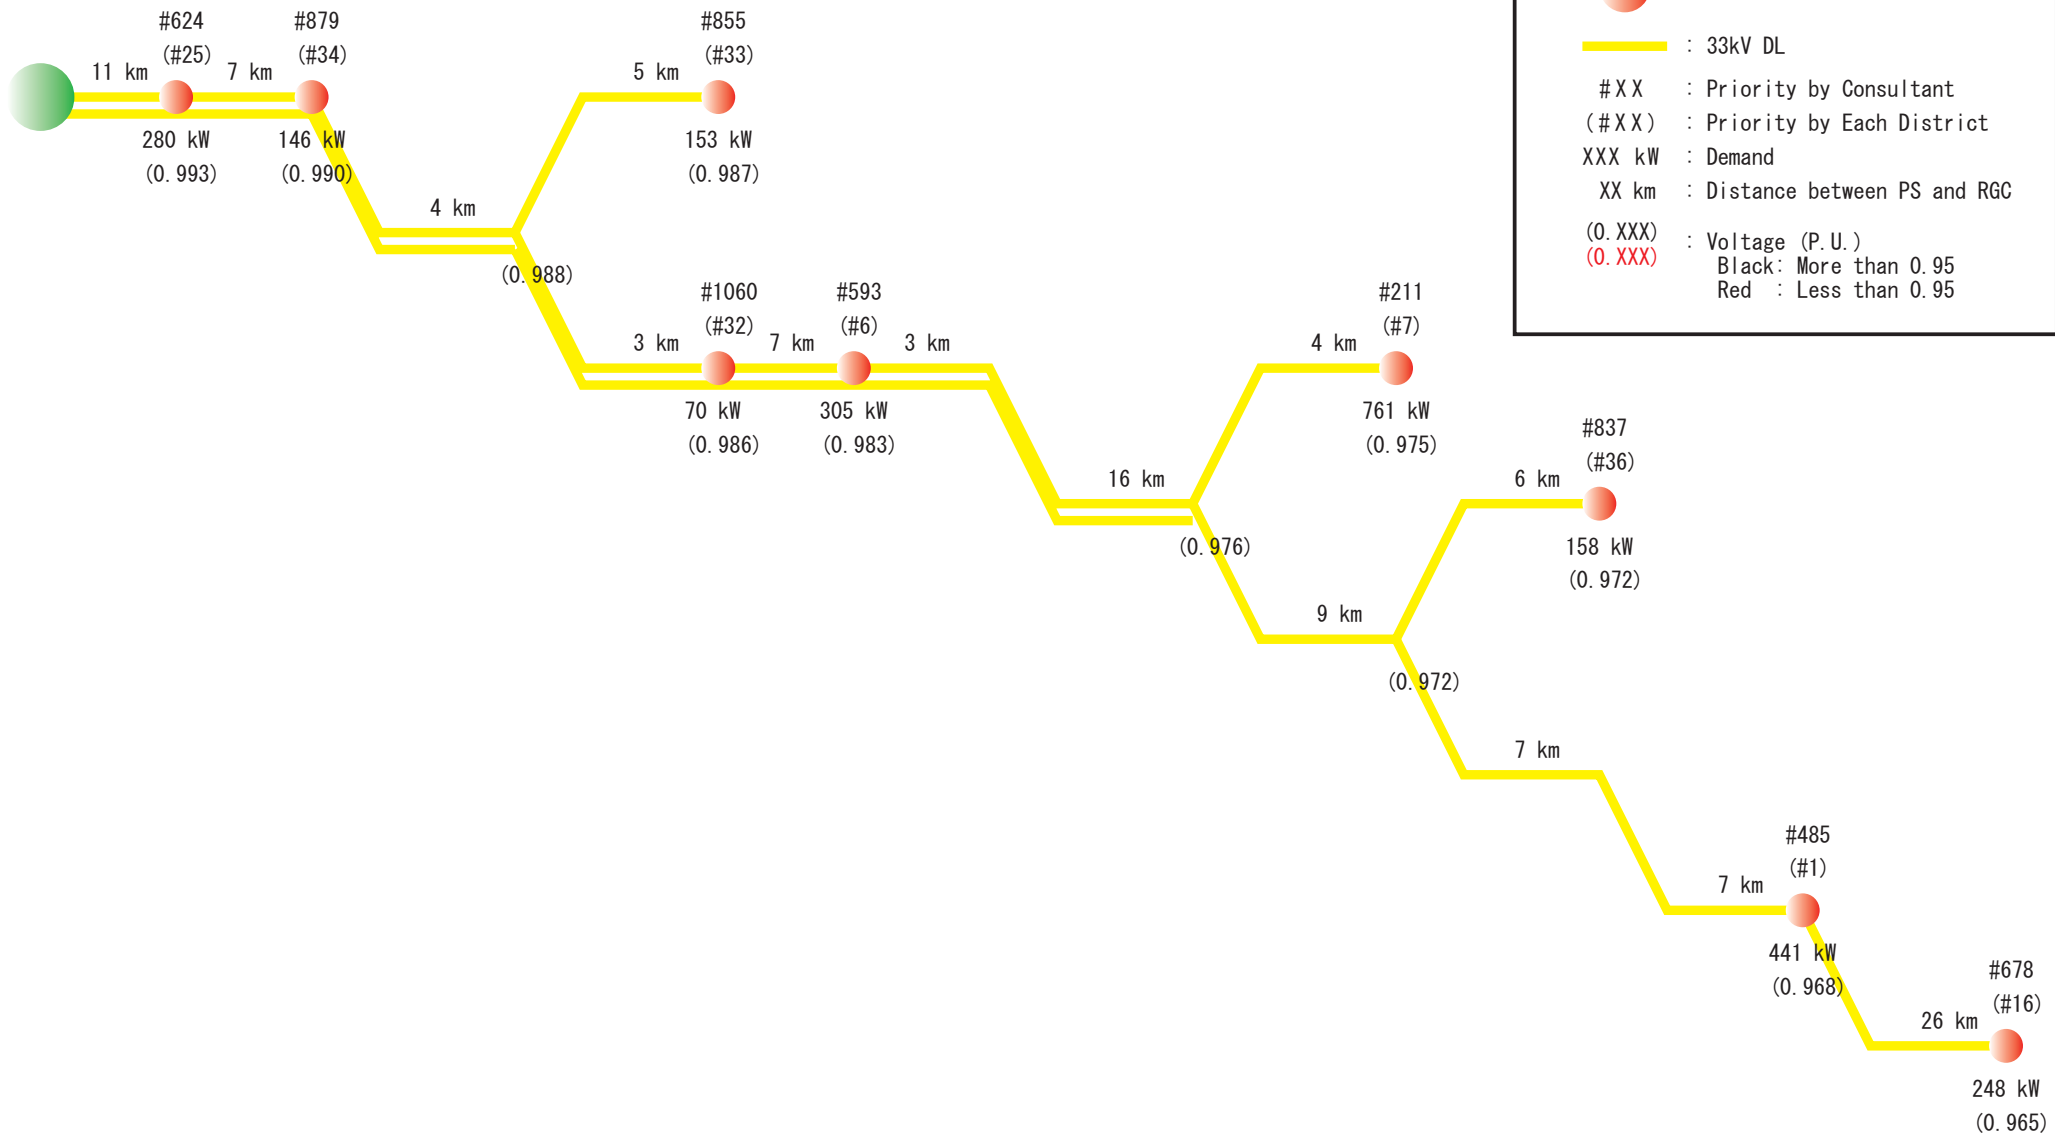 #624
(#25)
#879
(#34)
#855
(#33)
11 km
7 km
5 km
280 kW
(0.993)
146 kW
(0.990)
153 kW
(0.987)
: 33kV DL
#XX : Priority by Consultant
(#XX) : Priority by Each District
XXX kW : Demand
XX km : Distance between PS and RGC
(0.XXX)
(0.XXX)
: Voltage (P.U.)
Black: More than 0.95
Red : Less than 0.95
4 km
(0.988)
#1060
(#32)
#593
(#6)
#211
(#7)
3 km
7 km
3 km
4 km
70 kW
(0.986)
305 kW
(0.983)
761 kW
(0.975)
#837
(#36)
16 km
6 km
(0.976)
158 kW
(0.972)
9 km
(0.972)
7 km
#485
(#1)
7 km
441 kW
(0.968)
#678
(#16)
26 km
248 kW
(0.965)